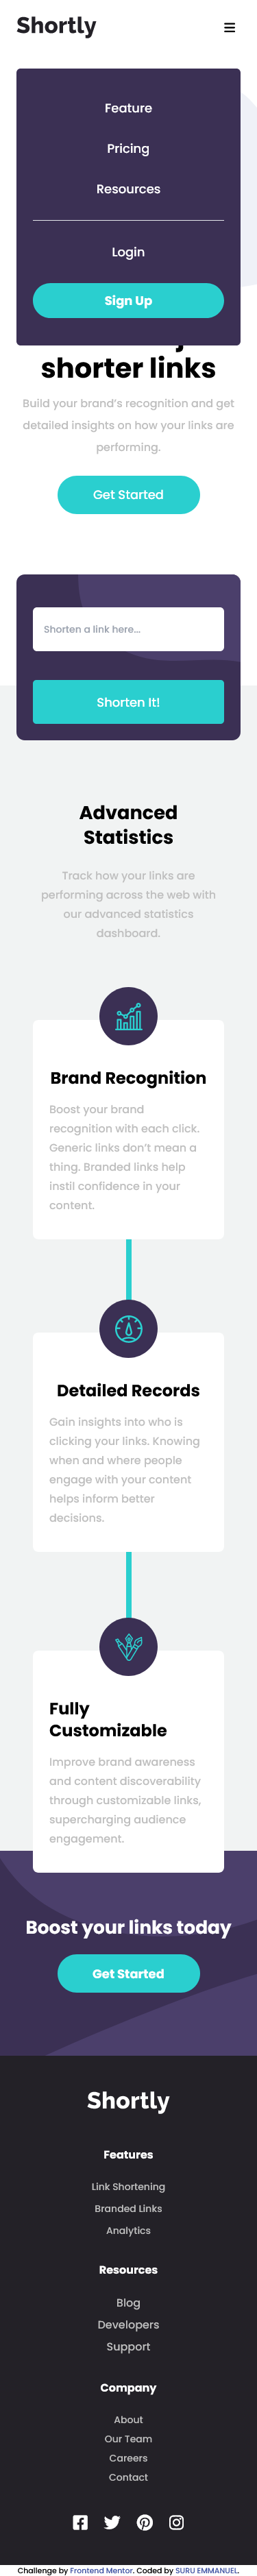 Shortly
Feature
Pricing
Resources
Login
Sign Up
shorter links
Build your brand’s recognition and get
detailed insights on how your links are
performing.
Get Started
Shorten a link here...
Shorten It!
Advanced
Statistics
Track how your links are
performing across the web with
our advanced statistics
dashboard.
Brand Recognition
Boost your brand
recognition with each click.
Generic links don’t mean a
thing. Branded links help
instil confidence in your
content.
Detailed Records
Gain insights into who is
clicking your links. Knowing
when and where people
engage with your content
helps inform better
decisions.
Fully
Customizable
Improve brand awareness
and content discoverability
through customizable links,
supercharging audience
engagement.
Boost your links today
Get Started
Shortly
Features
Link Shortening
Branded Links
Analytics
Resources
Blog
Developers
Support
Company
About
Our Team
Careers
Contact
Challenge by Frontend Mentor. Coded by SURU EMMANUEL.